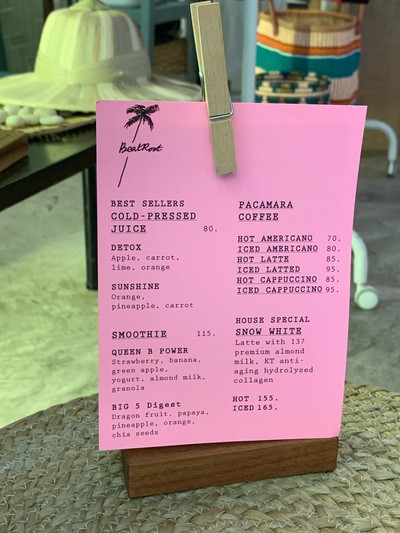 BeatRoot
BEST SELLERS
COLD-PRESSED
JUICE 80.
DETOX
Apple, carrot,
lime, orange
SUNSHINE
Orange,
pineapple, carrot
SMOOTHIE 115.
QUEEN B POWER
Strawberry, banana,
green apple,
yogurt, almond milk,
granola
BIG 5 Digest
Dragon fruit, papaya,
pineapple, orange,
chia seeds
PACAMARA
COFFEE
HOT AMERICANO 70.
ICED AMERICANO 80.
HOT LATTE 85.
ICED LATTED 95.
HOT CAPPUCCINO 85.
ICED CAPPUCCINO 95.
HOUSE SPECIAL
SNOW WHITE
Latte with 137
premium almond
milk, KT anti-
aging hydrolyzed
collagen
HOT 155.
ICED 165.